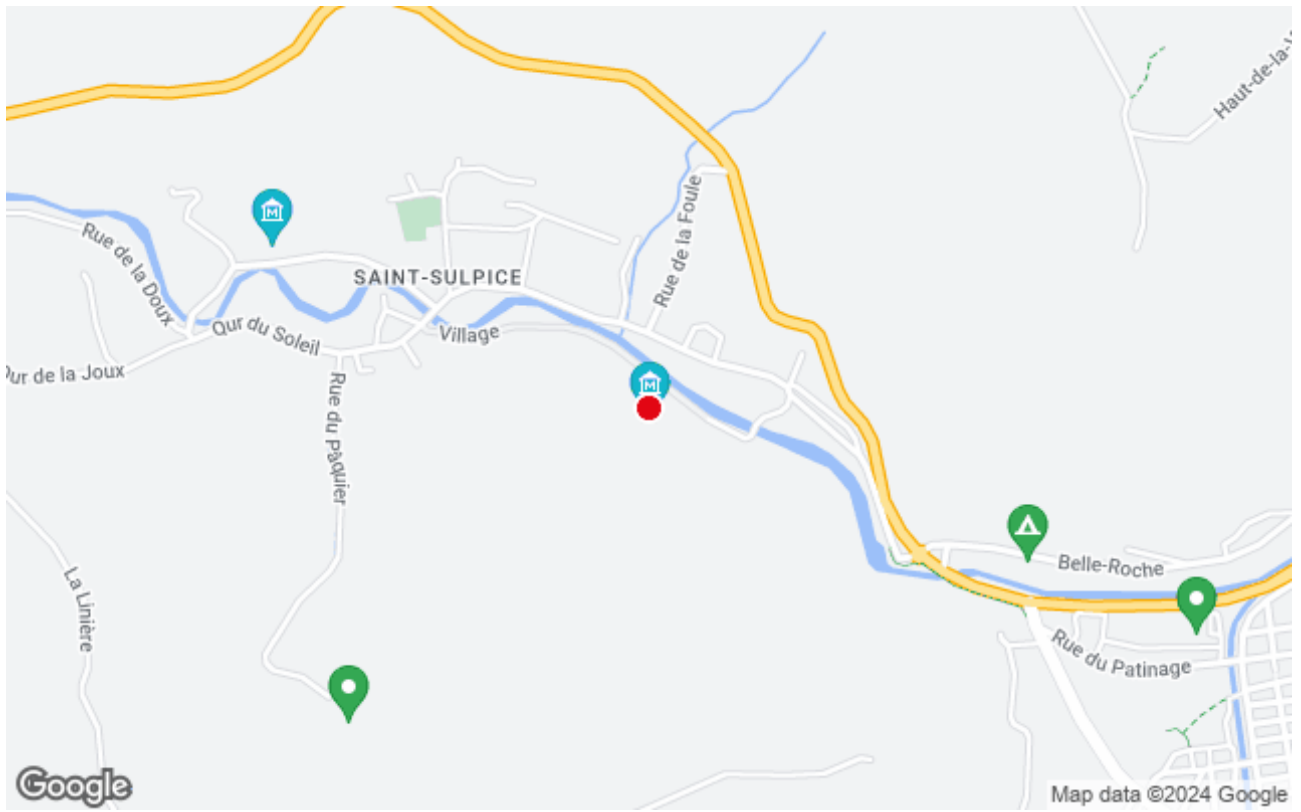 Haut-de-la-V
Rue de la Foule
Rue de la Doux
SAINT-SULPICE
Qur du Soleil
Village
Qur de la Joux
Rue du Pâquier
La Linière
Belle-Roche
Rue du Patinage
M
M
Google
Map data ©2024 Google